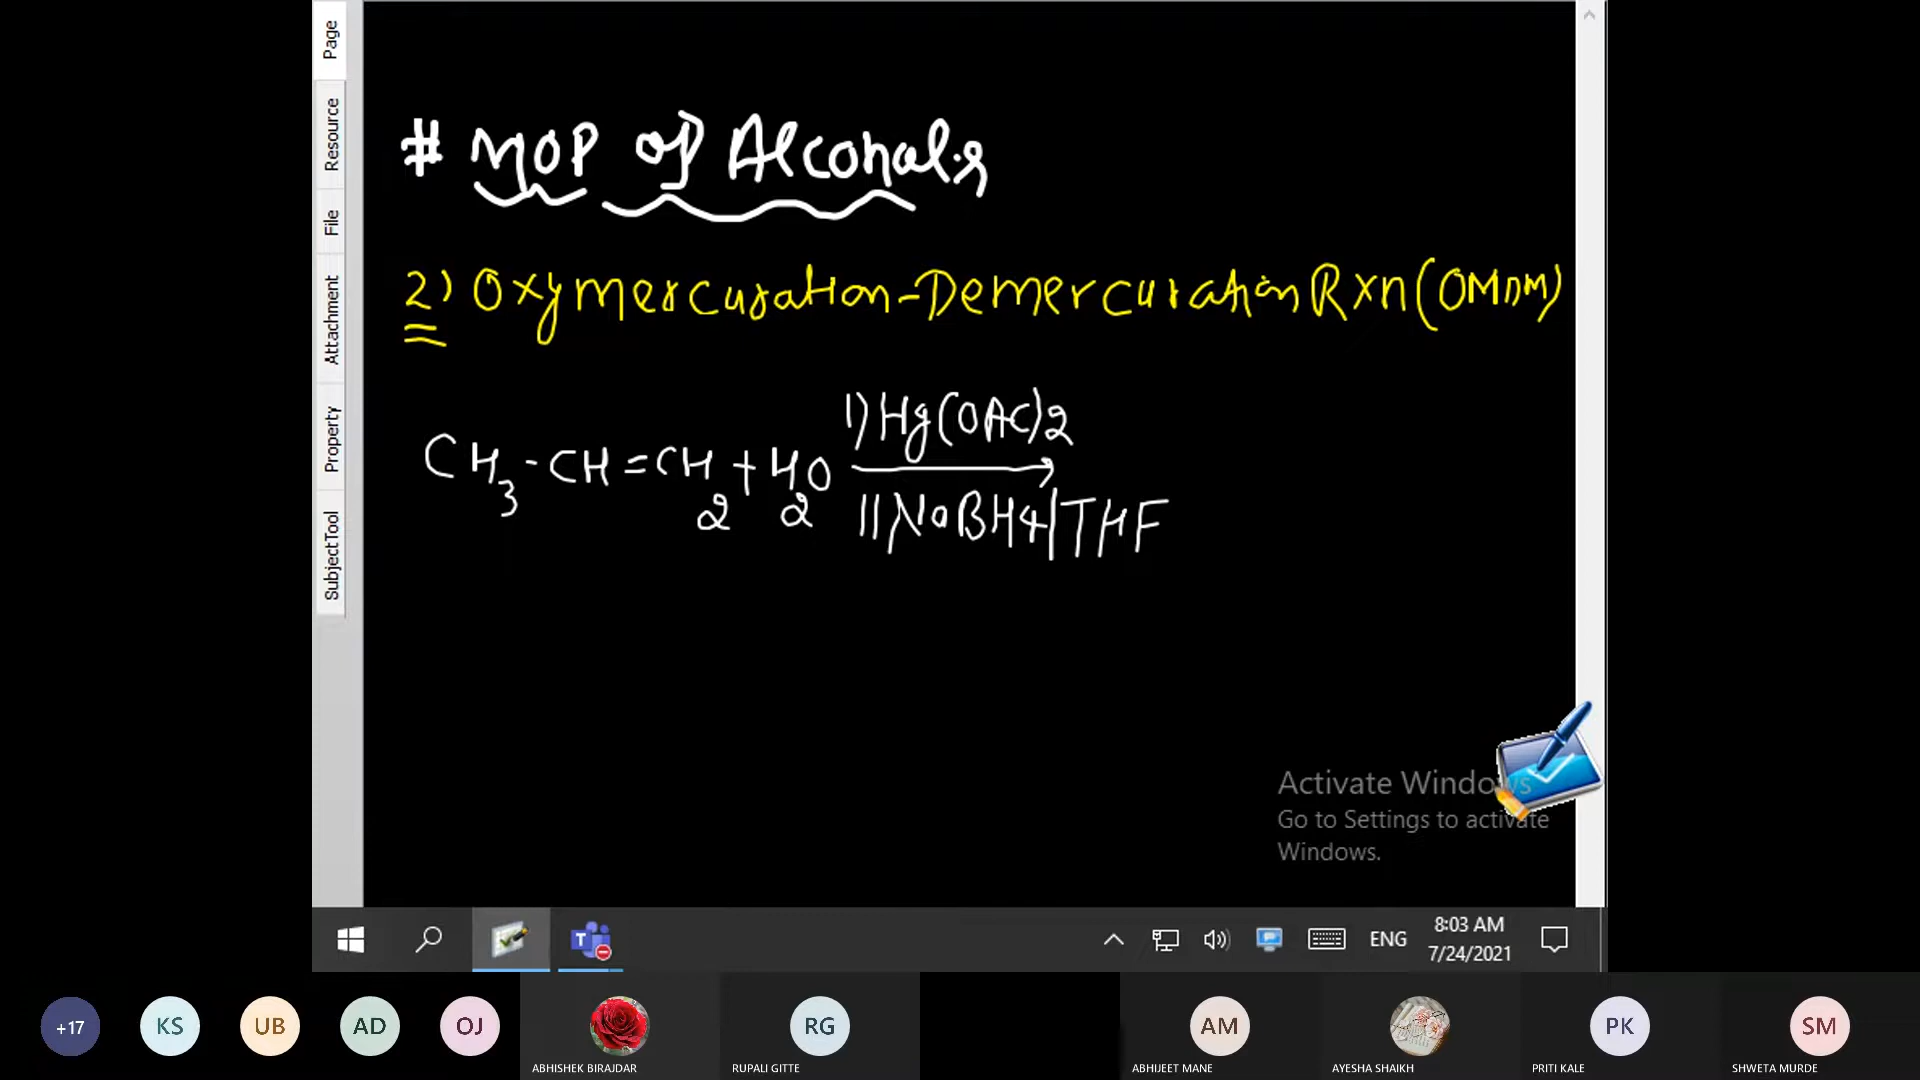 Page
Resource
File
Attachment
Property
SubjectTool
# MOP of Alcohals
2) Oxymercuration-Demercuration Rxn (OMDM)
1) Hg(OAC)2
CH3-CH=CH2+H2O
11)NaBH4/THF
Activate Windows
Go to Settings to activate
Windows.
T
ENG
8:03 AM
7/24/2021
+17
KS
UB
AD
OJ
RG
AM
PK
SM
ABHISHEK BIRAJDAR
RUPALI GITTE
ABHIJEET MANE
AYESHA SHAIKH
PRITI KALE
SHWETA MURDE